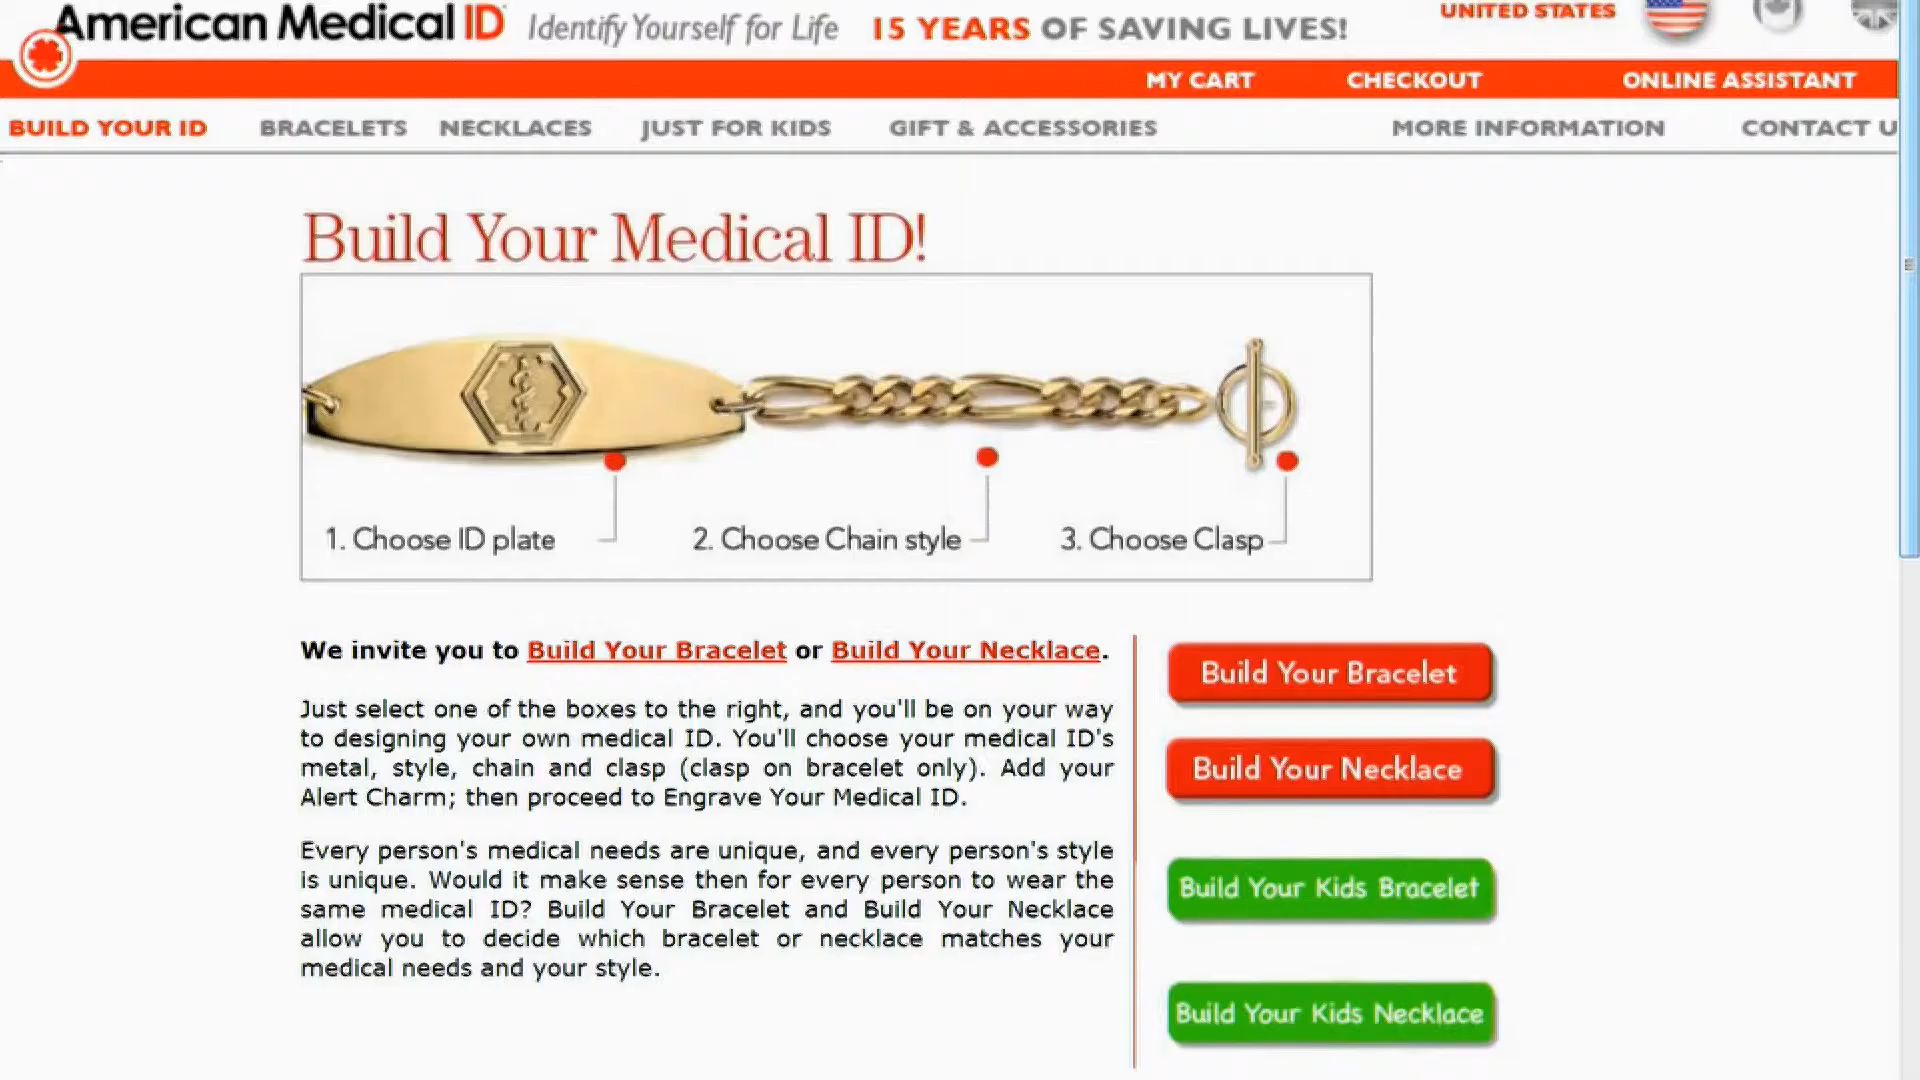 American Medical ID Identify Yourself for Life 15 YEARS OF SAVING LIVES! UNITED STATES
MY CART CHECKOUT ONLINE ASSISTANT
BUILD YOUR ID BRACELETS NECKLACES JUST FOR KIDS GIFT & ACCESSORIES MORE INFORMATION CONTACT U
Build Your Medical ID!
1. Choose ID plate 2. Choose Chain style 3. Choose Clasp
We invite you to Build Your Bracelet or Build Your Necklace.
Just select one of the boxes to the right, and you'll be on your way
to designing your own medical ID. You'll choose your medical ID's
metal, style, chain and clasp (clasp on bracelet only). Add your
Alert Charm; then proceed to Engrave Your Medical ID.
Every person's medical needs are unique, and every person's style
is unique. Would it make sense then for every person to wear the
same medical ID? Build Your Bracelet and Build Your Necklace
allow you to decide which bracelet or necklace matches your
medical needs and your style.
Build Your Bracelet
Build Your Necklace
Build Your Kids Bracelet
Build Your Kids Necklace